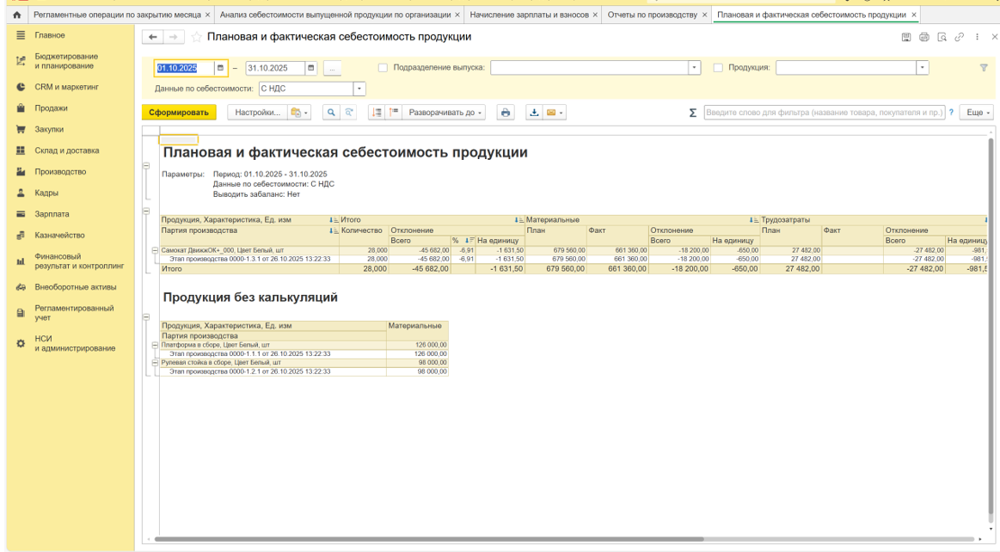 Регламентные операции по закрытию месяца ×
Анализ себестоимости выпущенной продукции по организации ×
Начисление зарплаты и взносов ×
Отчеты по производству ×
Плановая и фактическая себестоимость продукции ×
Главное
Бюджетирование
и планирование
CRM и маркетинг
Продажи
Закупки
Склад и доставка
Производство
Кадры
Зарплата
Казначейство
Финансовый
результат и контроллинг
Внеоборотные активы
Регламентированный
учет
НСИ
и администрирование
Плановая и фактическая себестоимость продукции
01.10.2025 – 31.10.2025 ... Подразделение выпуска: Продукция:
Данные по себестоимости: С НДС
Сформировать Настройки... Разворачивать до Σ Введите слово для фильтра (название товара, покупателя и пр.) ? Еще
Плановая и фактическая себестоимость продукции
Параметры: Период: 01.10.2025 - 31.10.2025
Данные по себестоимости: С НДС
Выводить забаланс: Нет
Продукция, Характеристика, Ед. изм Итого Материальные Трудозатраты
Партия производства Количество Отклонение План Факт Отклонение План Факт Отклонение
Всего % На единицу Всего На единицу Всего На единицу
Самокат ДвижжОК+_000, Цвет Белый, шт 28,000 -45 682,00 -6,91 -1 631,50 679 560,00 661 360,00 -18 200,00 -650,00 27 482,00 -27 482,00 -981,
Этап производства 0000-1.3.1 от 26.10.2025 13:22:33 28,000 -45 682,00 -6,91 -1 631,50 679 560,00 661 360,00 -18 200,00 -650,00 27 482,00 -27 482,00 -981,
Итого 28,000 -45 682,00 -1 631,50 679 560,00 661 360,00 -18 200,00 -650,00 27 482,00 -27 482,00 -981,5
Продукция без калькуляций
Продукция, Характеристика, Ед. изм Материальные
Партия производства
Платформа в сборе, Цвет Белый, шт 126 000,00
Этап производства 0000-1.1.1 от 26.10.2025 13:22:33 126 000,00
Рулевая стойка в сборе, Цвет Белый, шт 98 000,00
Этап производства 0000-1.2.1 от 26.10.2025 13:22:33 98 000,00